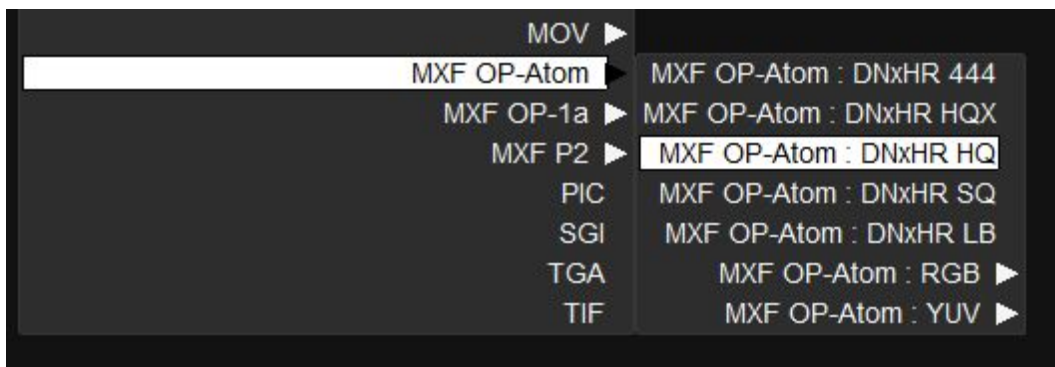 MOV
MXF OP-Atom
MXF OP-1a
MXF P2
PIC
SGI
TGA
TIF
MXF OP-Atom : DNxHR 444
MXF OP-Atom : DNxHR HQX
MXF OP-Atom : DNxHR HQ
MXF OP-Atom : DNxHR SQ
MXF OP-Atom : DNxHR LB
MXF OP-Atom : RGB
MXF OP-Atom : YUV